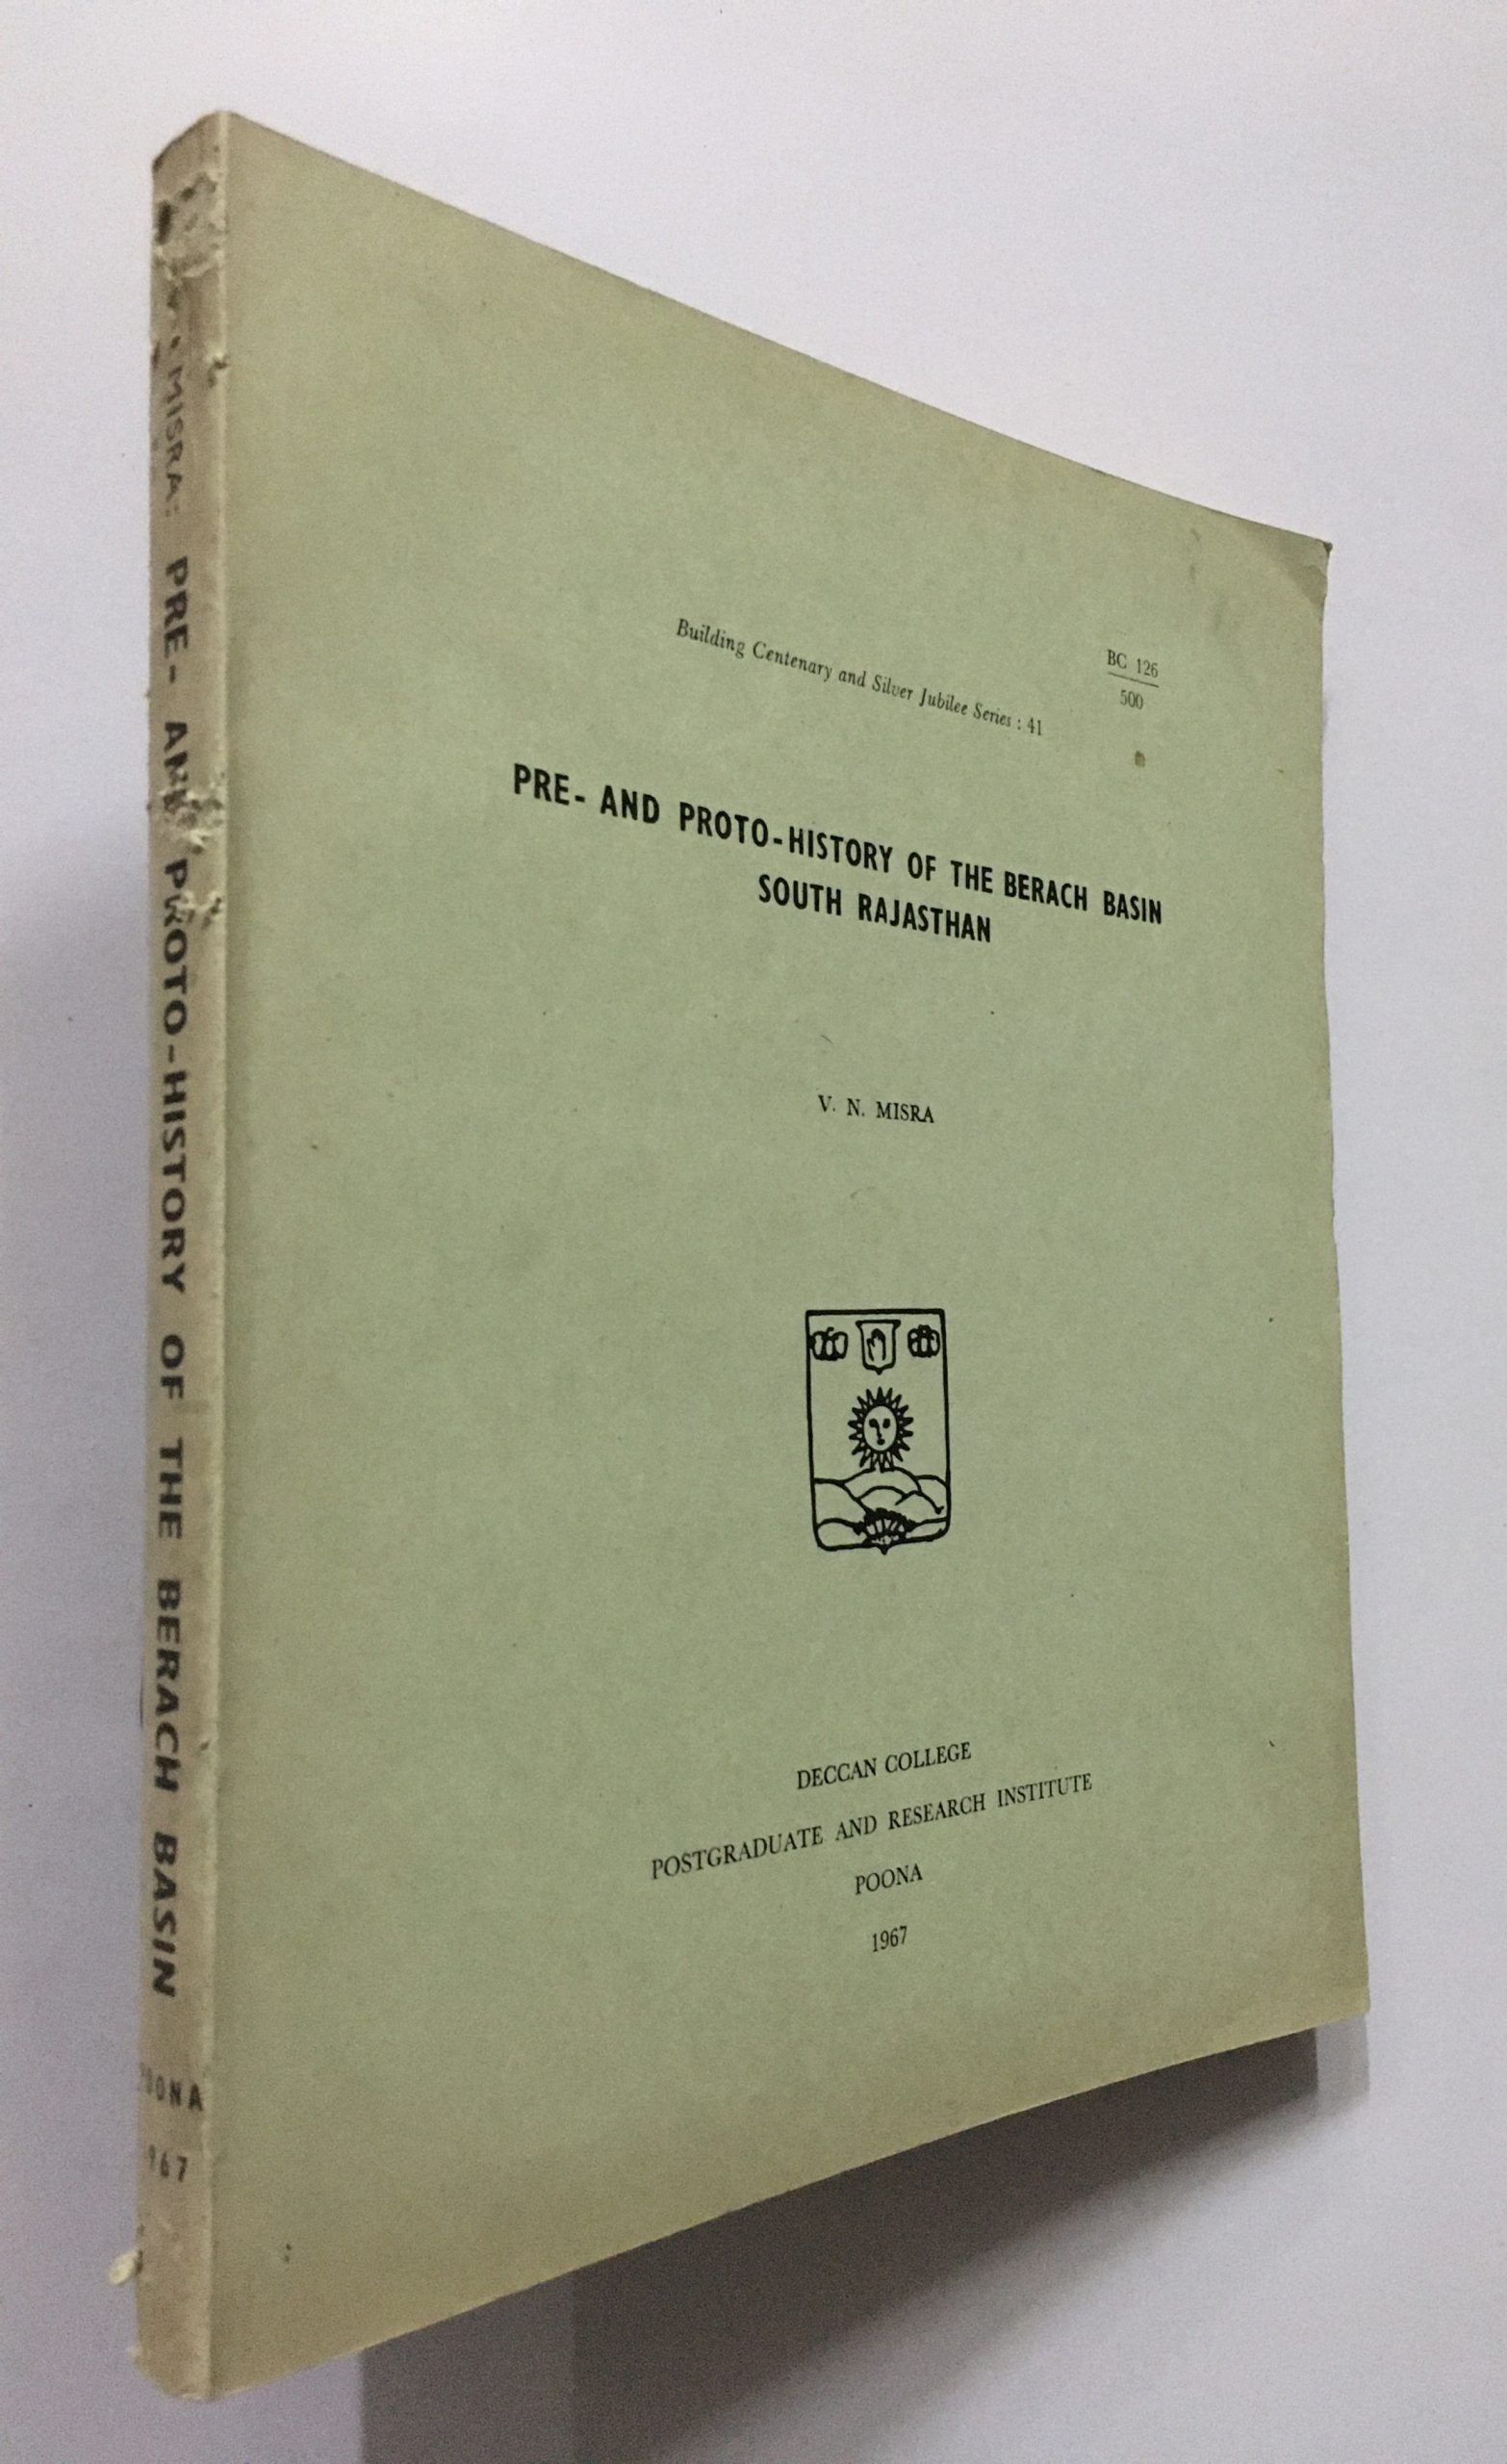 Building Centenary and Silver Jubilee Series : 41
BC 126
500
PRE- AND PROTO-HISTORY OF THE BERACH BASIN
SOUTH RAJASTHAN
V. N. MISRA
DECCAN COLLEGE
POSTGRADUATE AND RESEARCH INSTITUTE
POONA
1967
MISRA: PRE- AND PROTO-HISTORY OF THE BERACH BASIN
POONA
1967